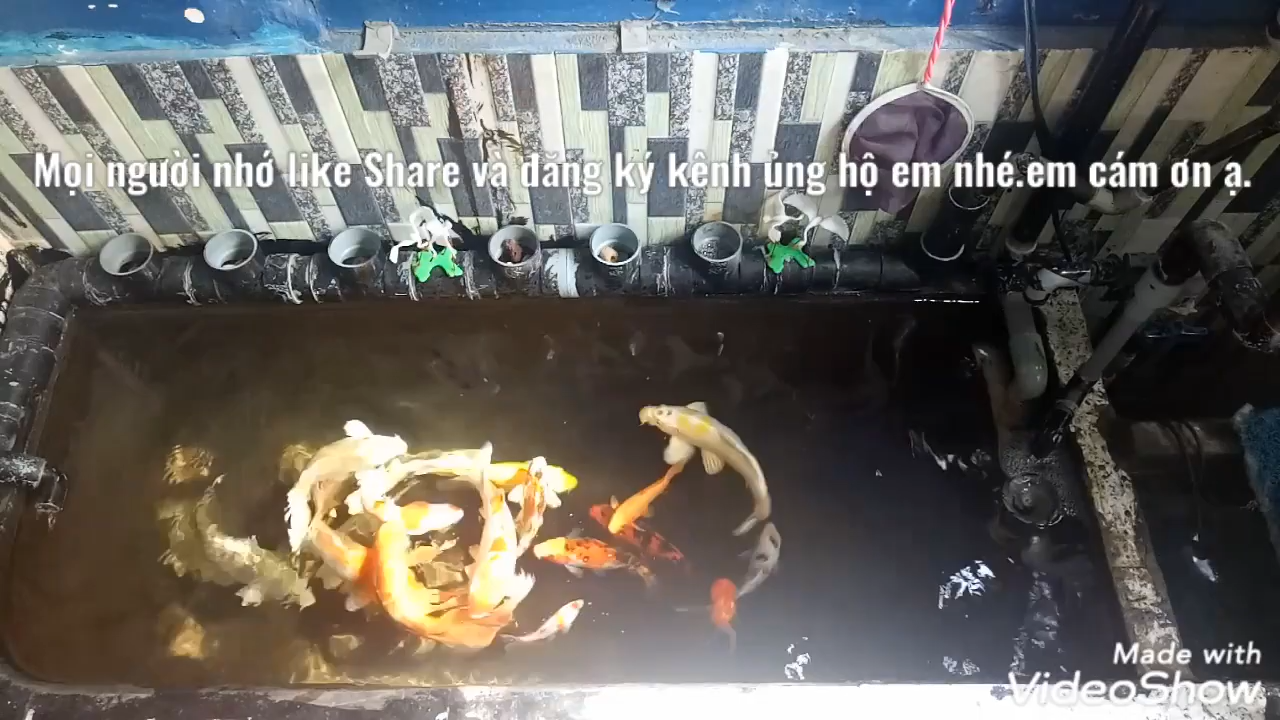 Mọi người nhớ like Share và đăng ký kênh ủng hộ em nhé.em cám ơn ạ.
Made with
VideoShow